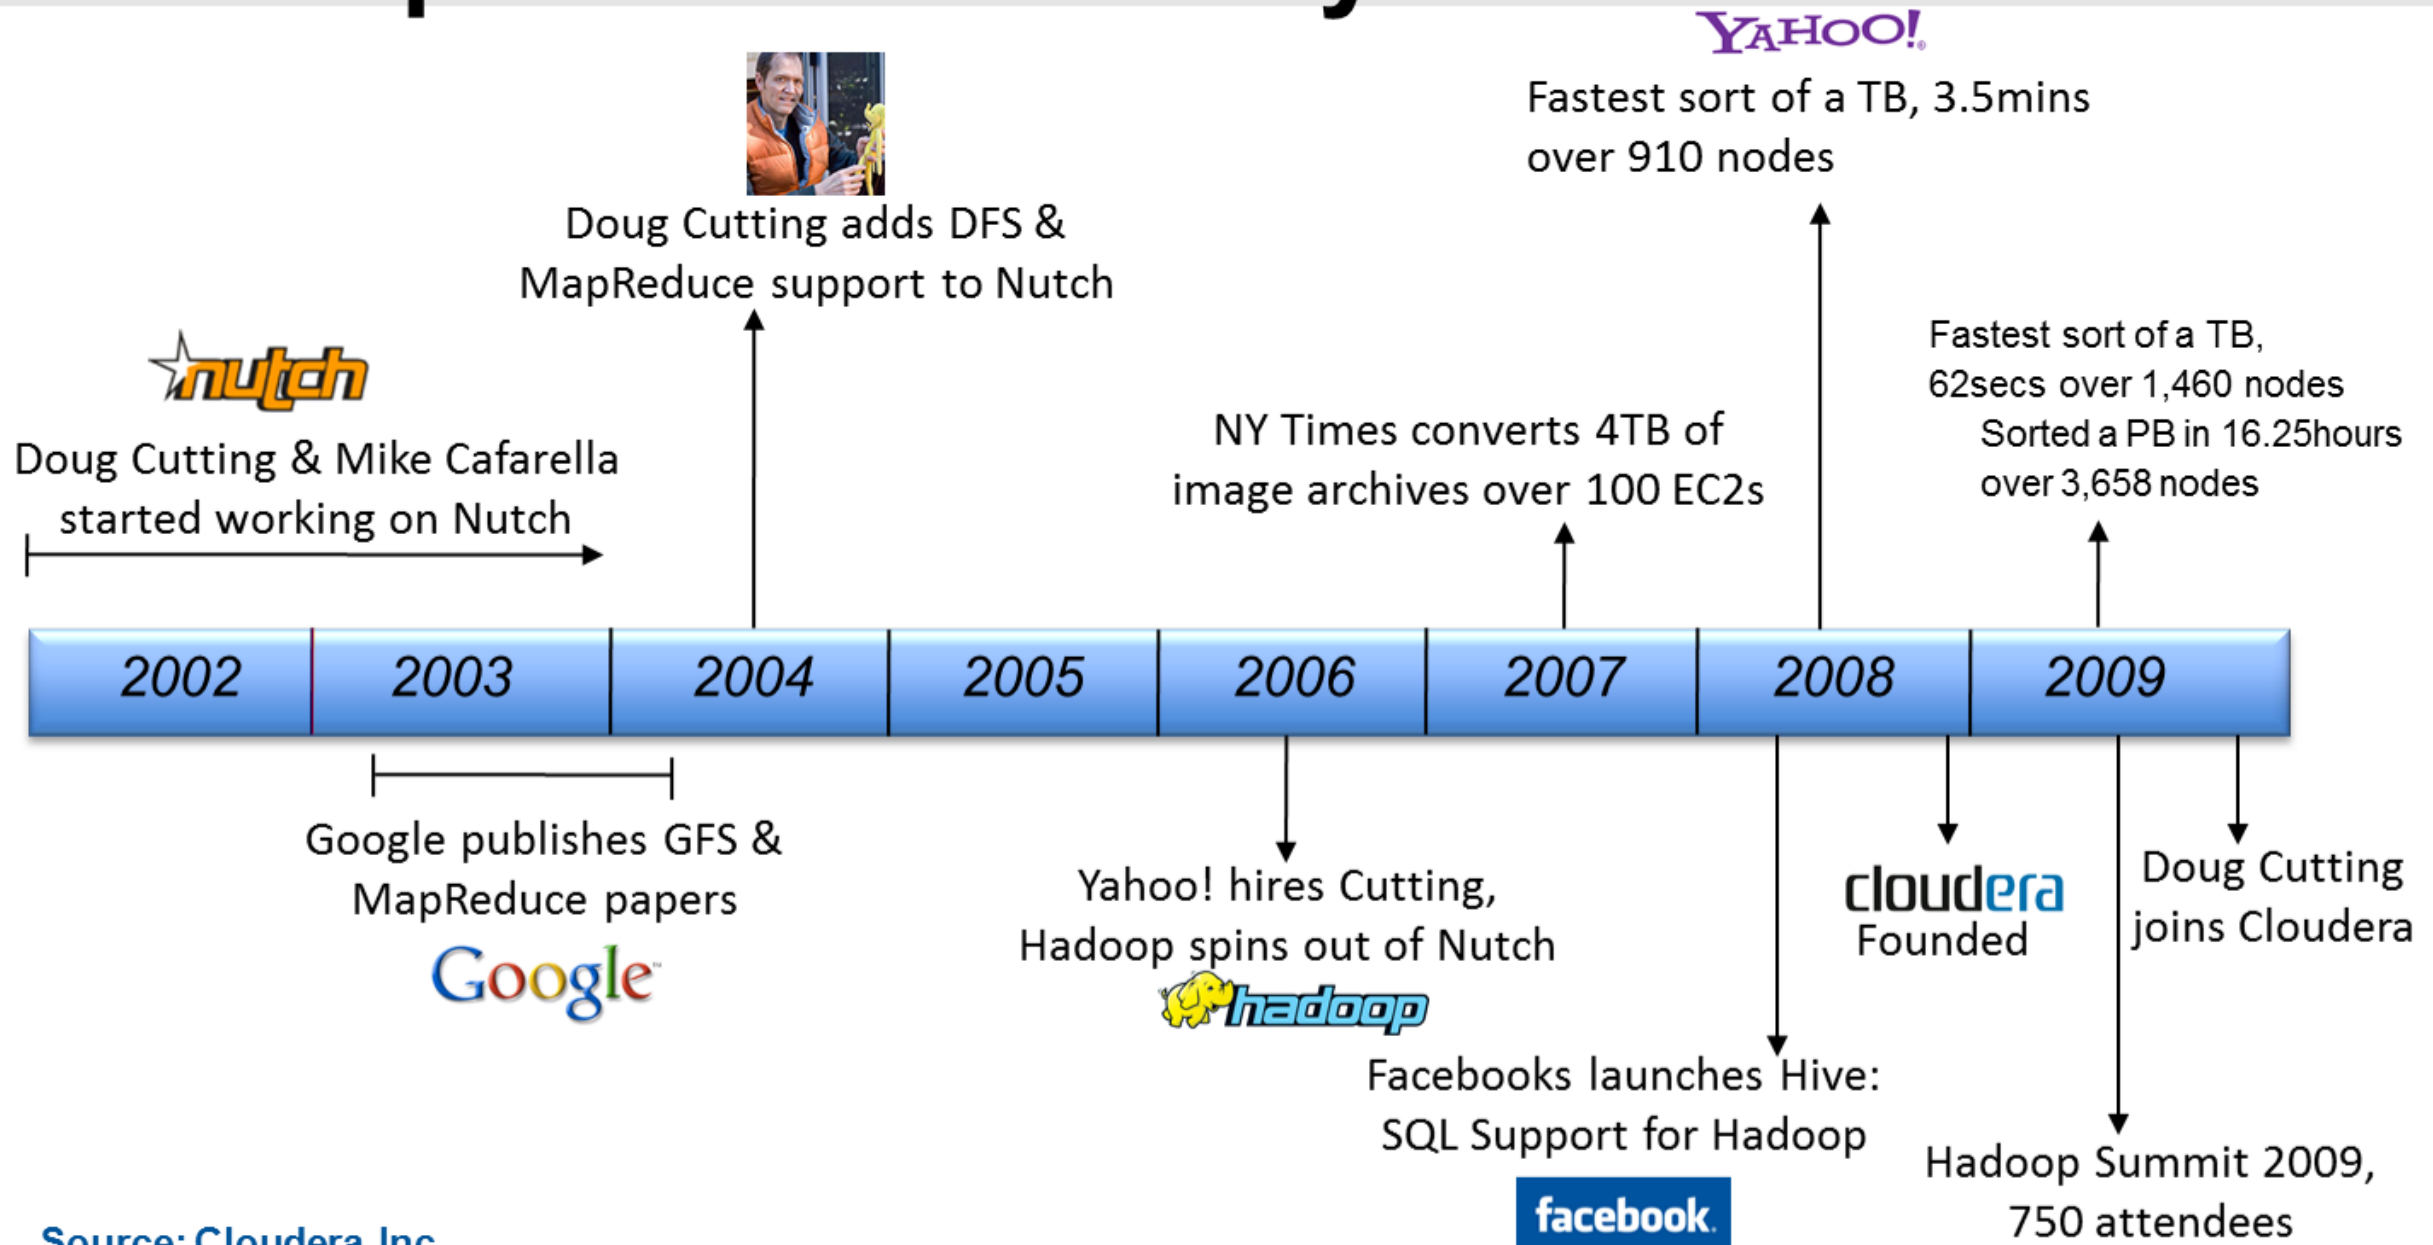 YAHOO!
Fastest sort of a TB, 3.5mins
over 910 nodes
Doug Cutting adds DFS &
MapReduce support to Nutch
nutch
Doug Cutting & Mike Cafarella
started working on Nutch
NY Times converts 4TB of
image archives over 100 EC2s
Fastest sort of a TB,
62secs over 1,460 nodes
Sorted a PB in 16.25hours
over 3,658 nodes
2002 2003 2004 2005 2006 2007 2008 2009
Google publishes GFS &
MapReduce papers
Google
Yahoo! hires Cutting,
Hadoop spins out of Nutch
hadoop
Facebooks launches Hive:
SQL Support for Hadoop
facebook.
cloudera
Founded
Doug Cutting
joins Cloudera
Hadoop Summit 2009,
750 attendees
Source: Cloudera, Inc